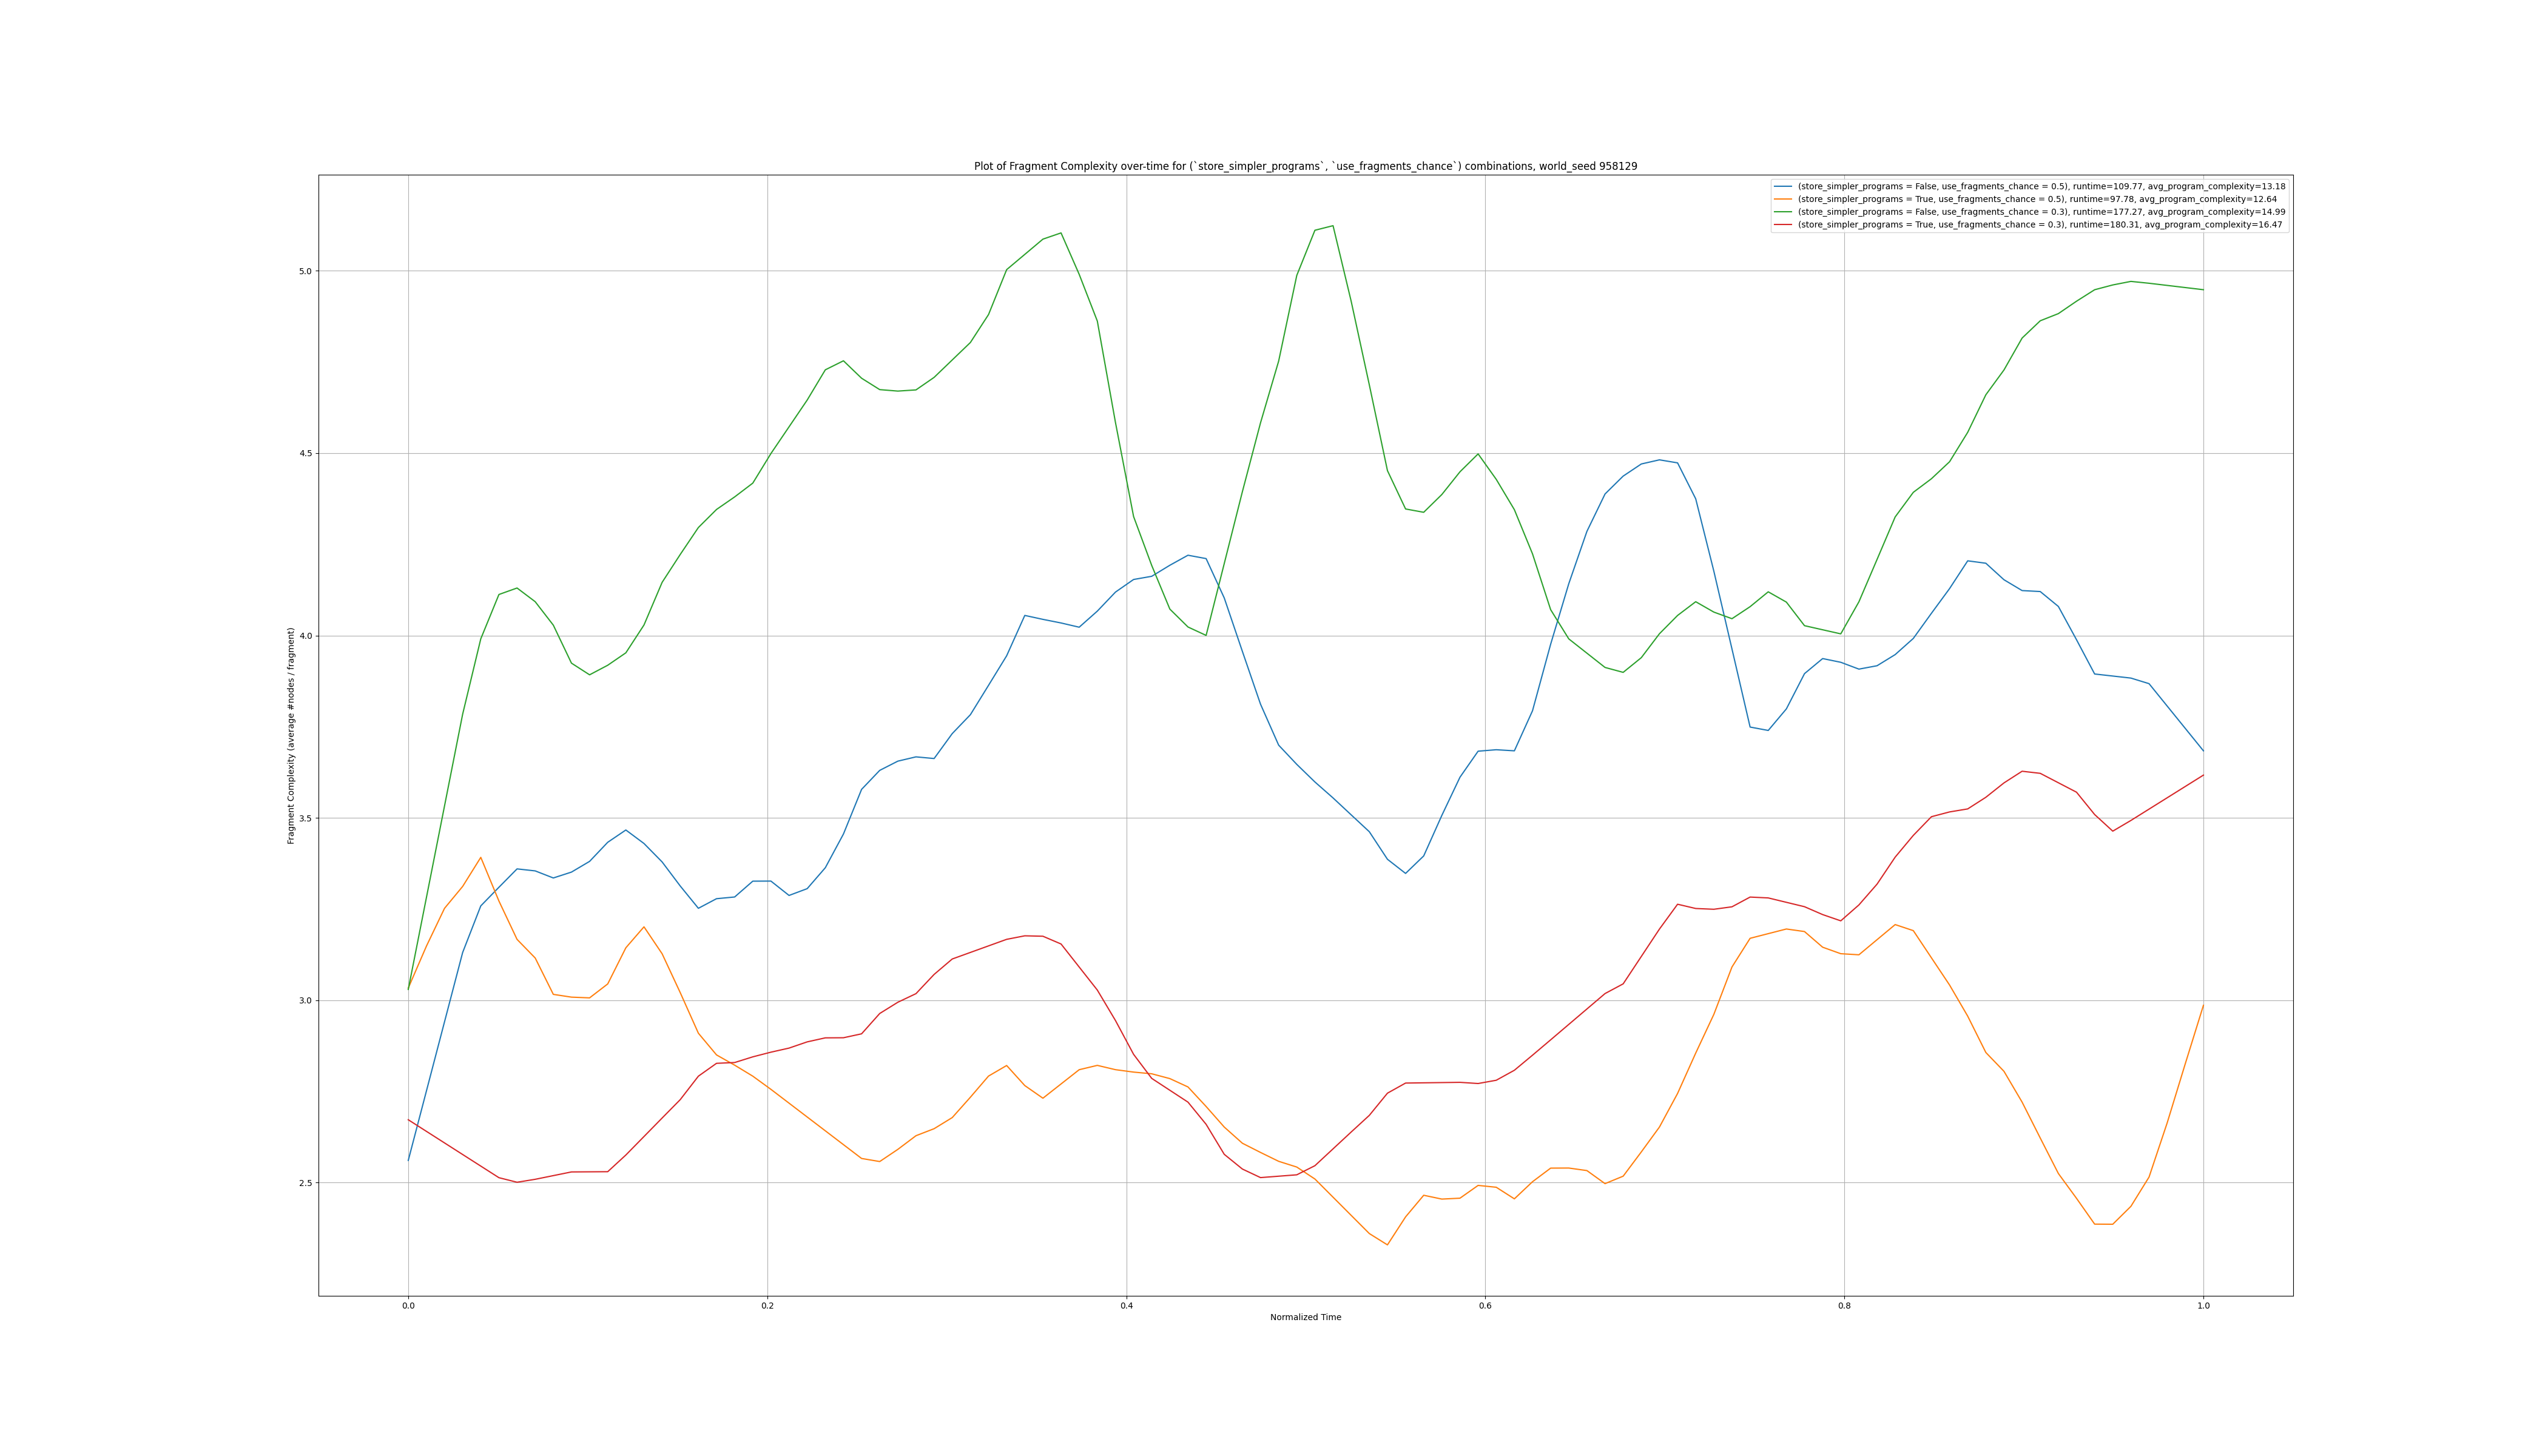 Plot of Fragment Complexity over-time for (`store_simpler_programs`, `use_fragments_chance`) combinations, world_seed 958129
(store_simpler_programs = False, use_fragments_chance = 0.5), runtime=109.77, avg_program_complexity=13.18
(store_simpler_programs = True, use_fragments_chance = 0.5), runtime=97.78, avg_program_complexity=12.64
(store_simpler_programs = False, use_fragments_chance = 0.3), runtime=177.27, avg_program_complexity=14.99
(store_simpler_programs = True, use_fragments_chance = 0.3), runtime=180.31, avg_program_complexity=16.47
Fragment Complexity (average #nodes / fragment)
5.0
4.5
4.0
3.5
3.0
2.5
0.0 0.2 0.4 0.6 0.8 1.0
Normalized Time